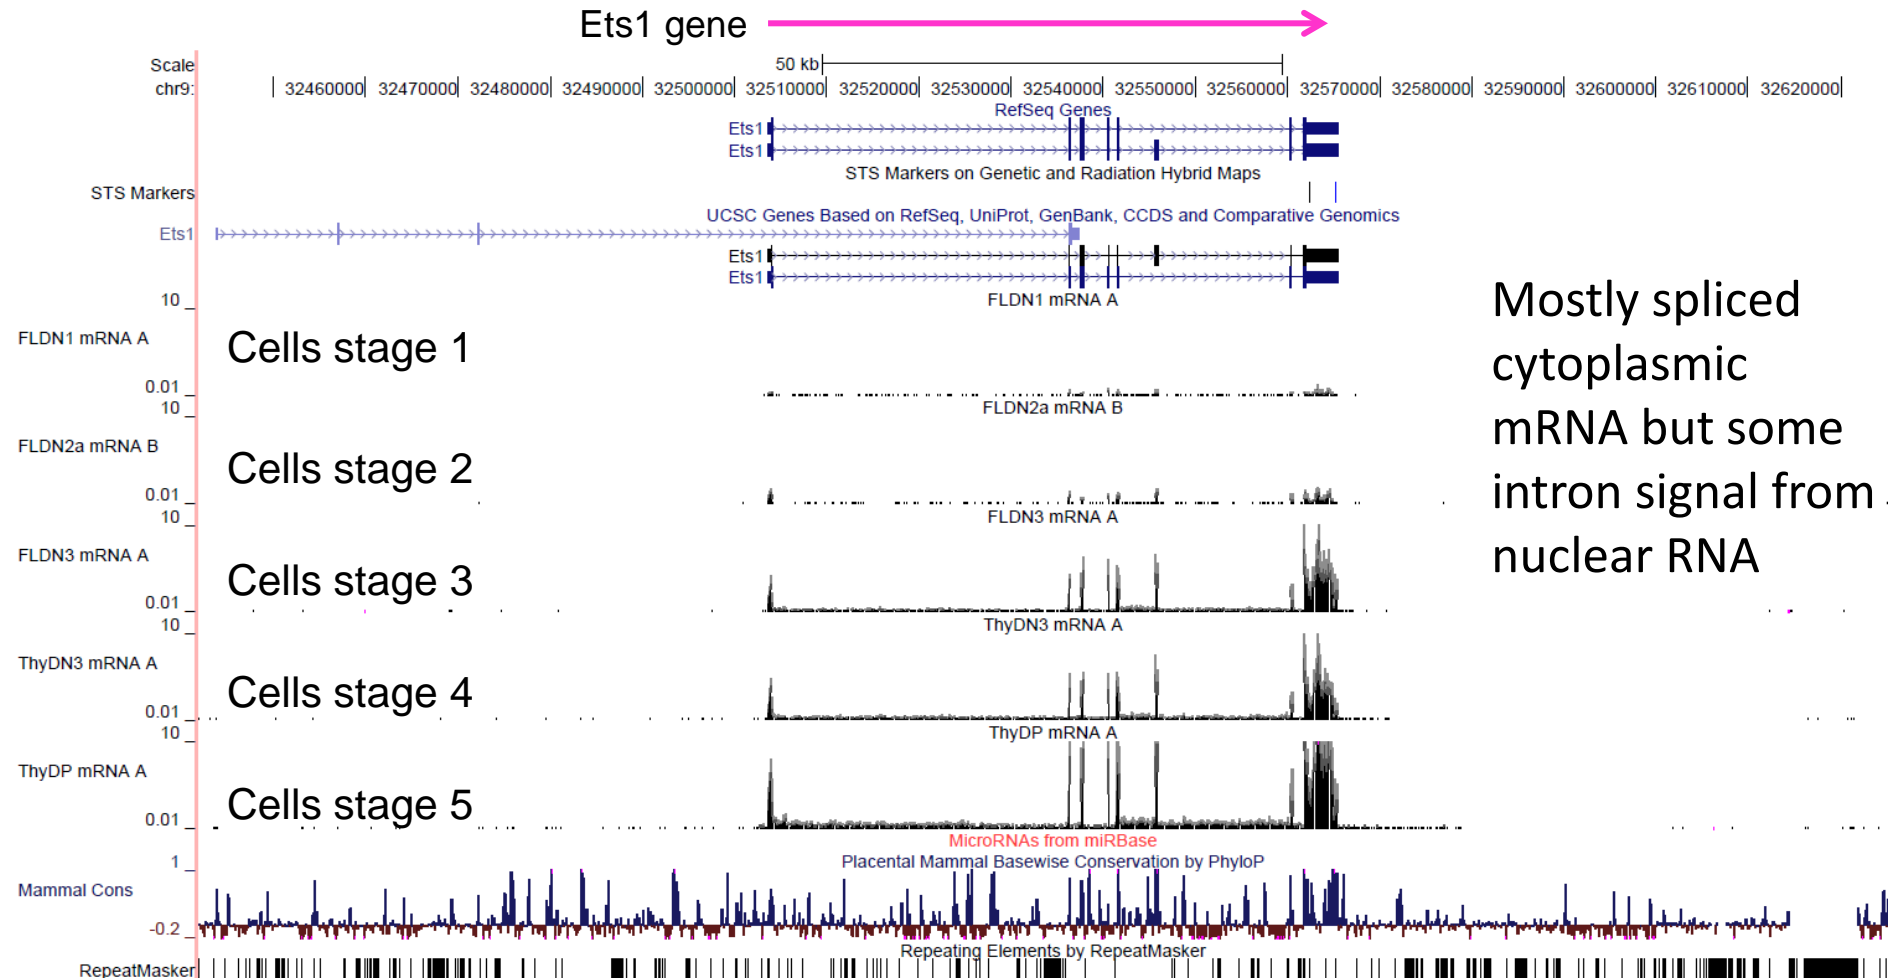 Ets1 gene
Scale
50 kb
chr9:
32460000 32470000 32480000 32490000 32500000 32510000 32520000 32530000 32540000 32550000 32560000 32570000 32580000 32590000 32600000 32610000 32620000
RefSeq Genes
Ets1
Ets1
STS Markers on Genetic and Radiation Hybrid Maps
STS Markers
UCSC Genes Based on RefSeq, UniProt, GenBank, CCDS and Comparative Genomics
Ets1
Ets1
Ets1
FLDN1 mRNA A
10
FLDN1 mRNA A
Cells stage 1
0.01
FLDN2a mRNA B
10
FLDN2a mRNA B
Cells stage 2
0.01
FLDN3 mRNA A
10
FLDN3 mRNA A
Cells stage 3
0.01
ThyDN3 mRNA A
10
ThyDN3 mRNA A
Cells stage 4
0.01
ThyDP mRNA A
10
ThyDP mRNA A
Cells stage 5
0.01
Mostly spliced
cytoplasmic
mRNA but some
intron signal from
nuclear RNA
MicroRNAs from miRBase
Placental Mammal Basewise Conservation by PhyloP
1
Mammal Cons
-0.2
Repeating Elements by RepeatMasker
RepeatMasker